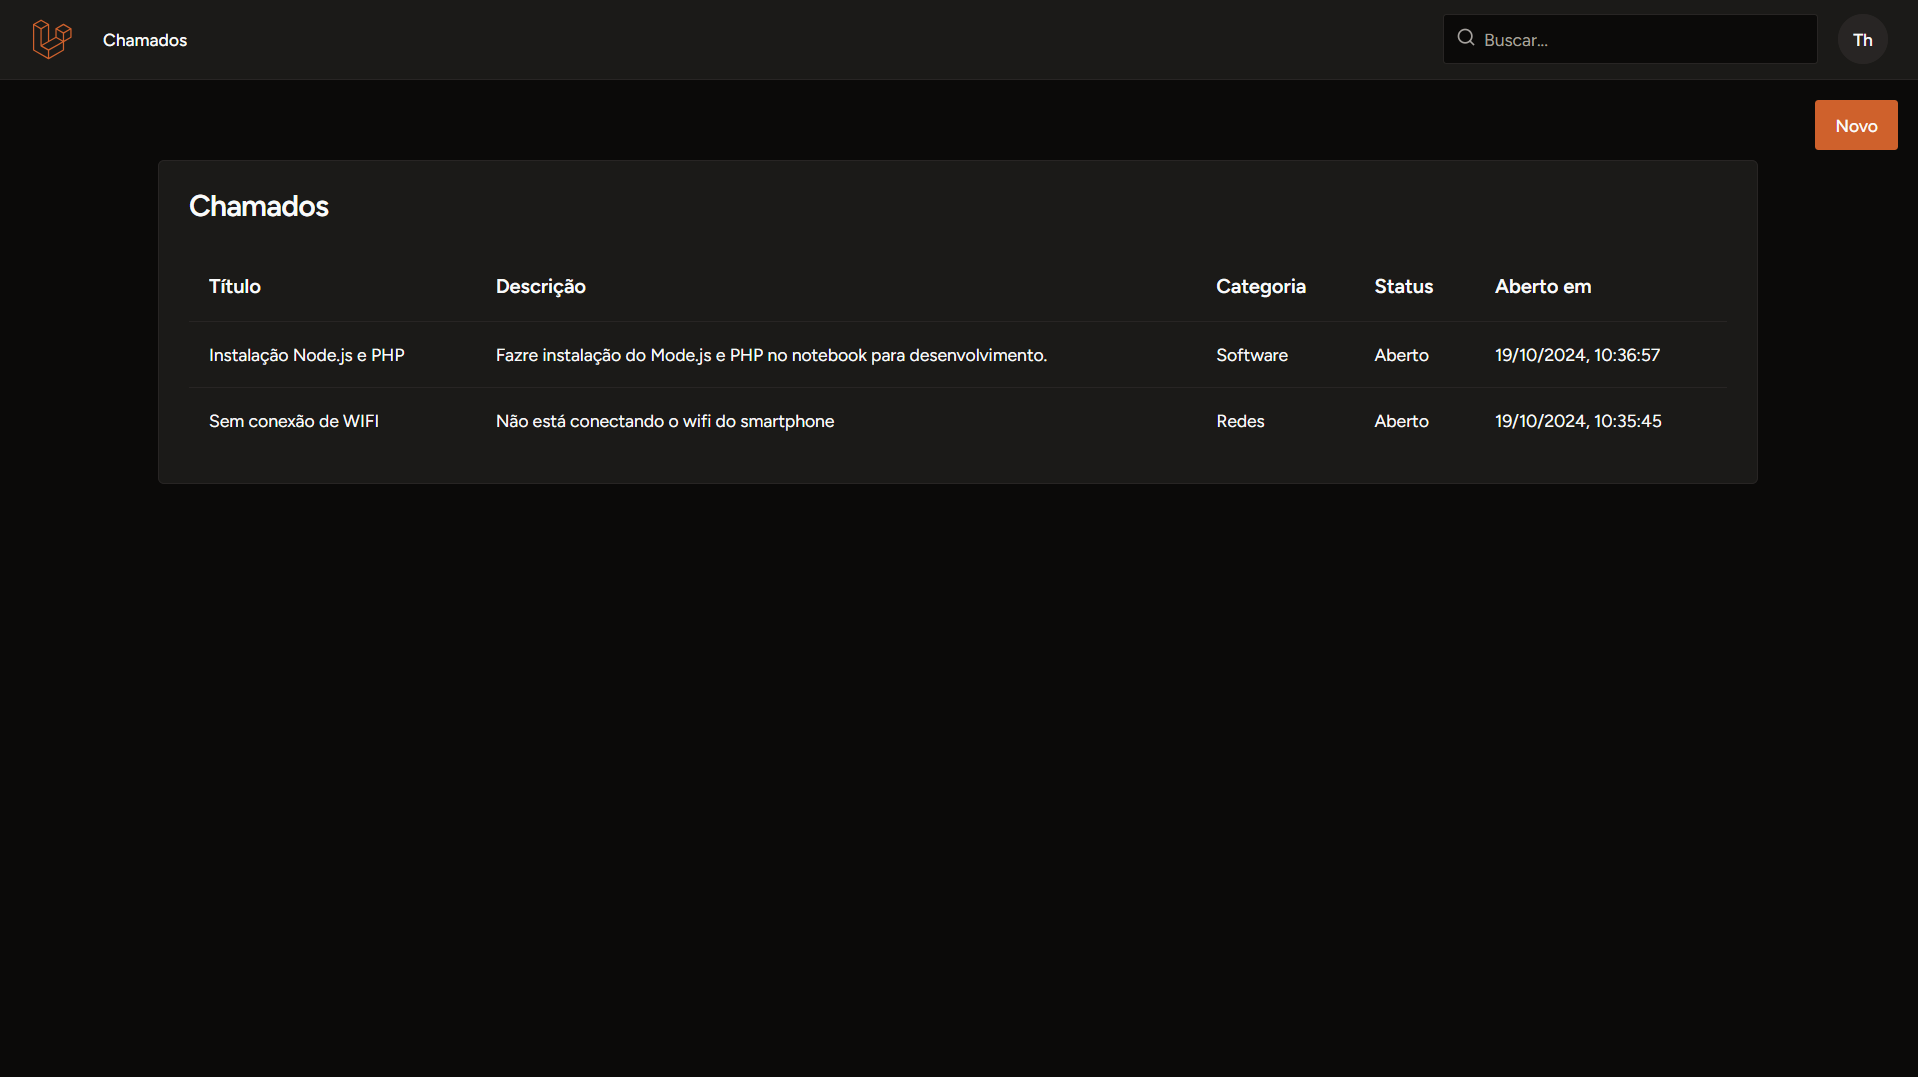 Chamados
Buscar...
Th
Novo
Chamados
Título Descrição Categoria Status Aberto em
Instalação Node.js e PHP Fazre instalação do Mode.js e PHP no notebook para desenvolvimento. Software Aberto 19/10/2024, 10:36:57
Sem conexão de WIFI Não está conectando o wifi do smartphone Redes Aberto 19/10/2024, 10:35:45